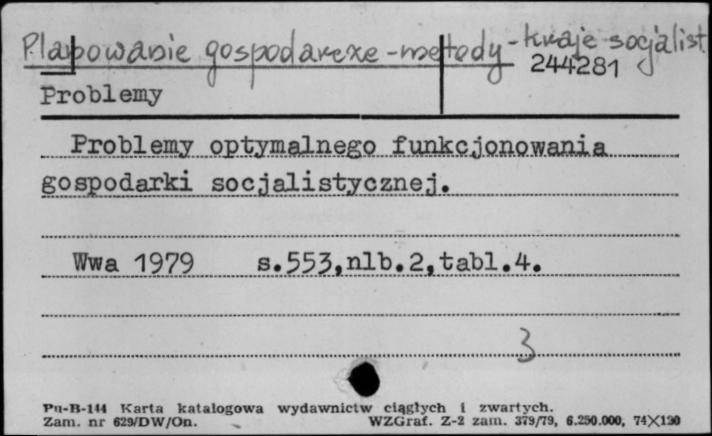 Planowanie gospodarcze - metody - kraje socjalist.
244281
Problemy
Problemy optymalnego funkcjonowania
gospodarki socjalistycznej.
Wwa 1979 s.553,nlb.2,tabl.4.
3
Pu-B-144 Karta katalogowa wydawnictw ciągłych i zwartych.
Zam. nr 629/DW/On. WZGraf. Z-2 zam. 379/79, 6.250.000, 74X120